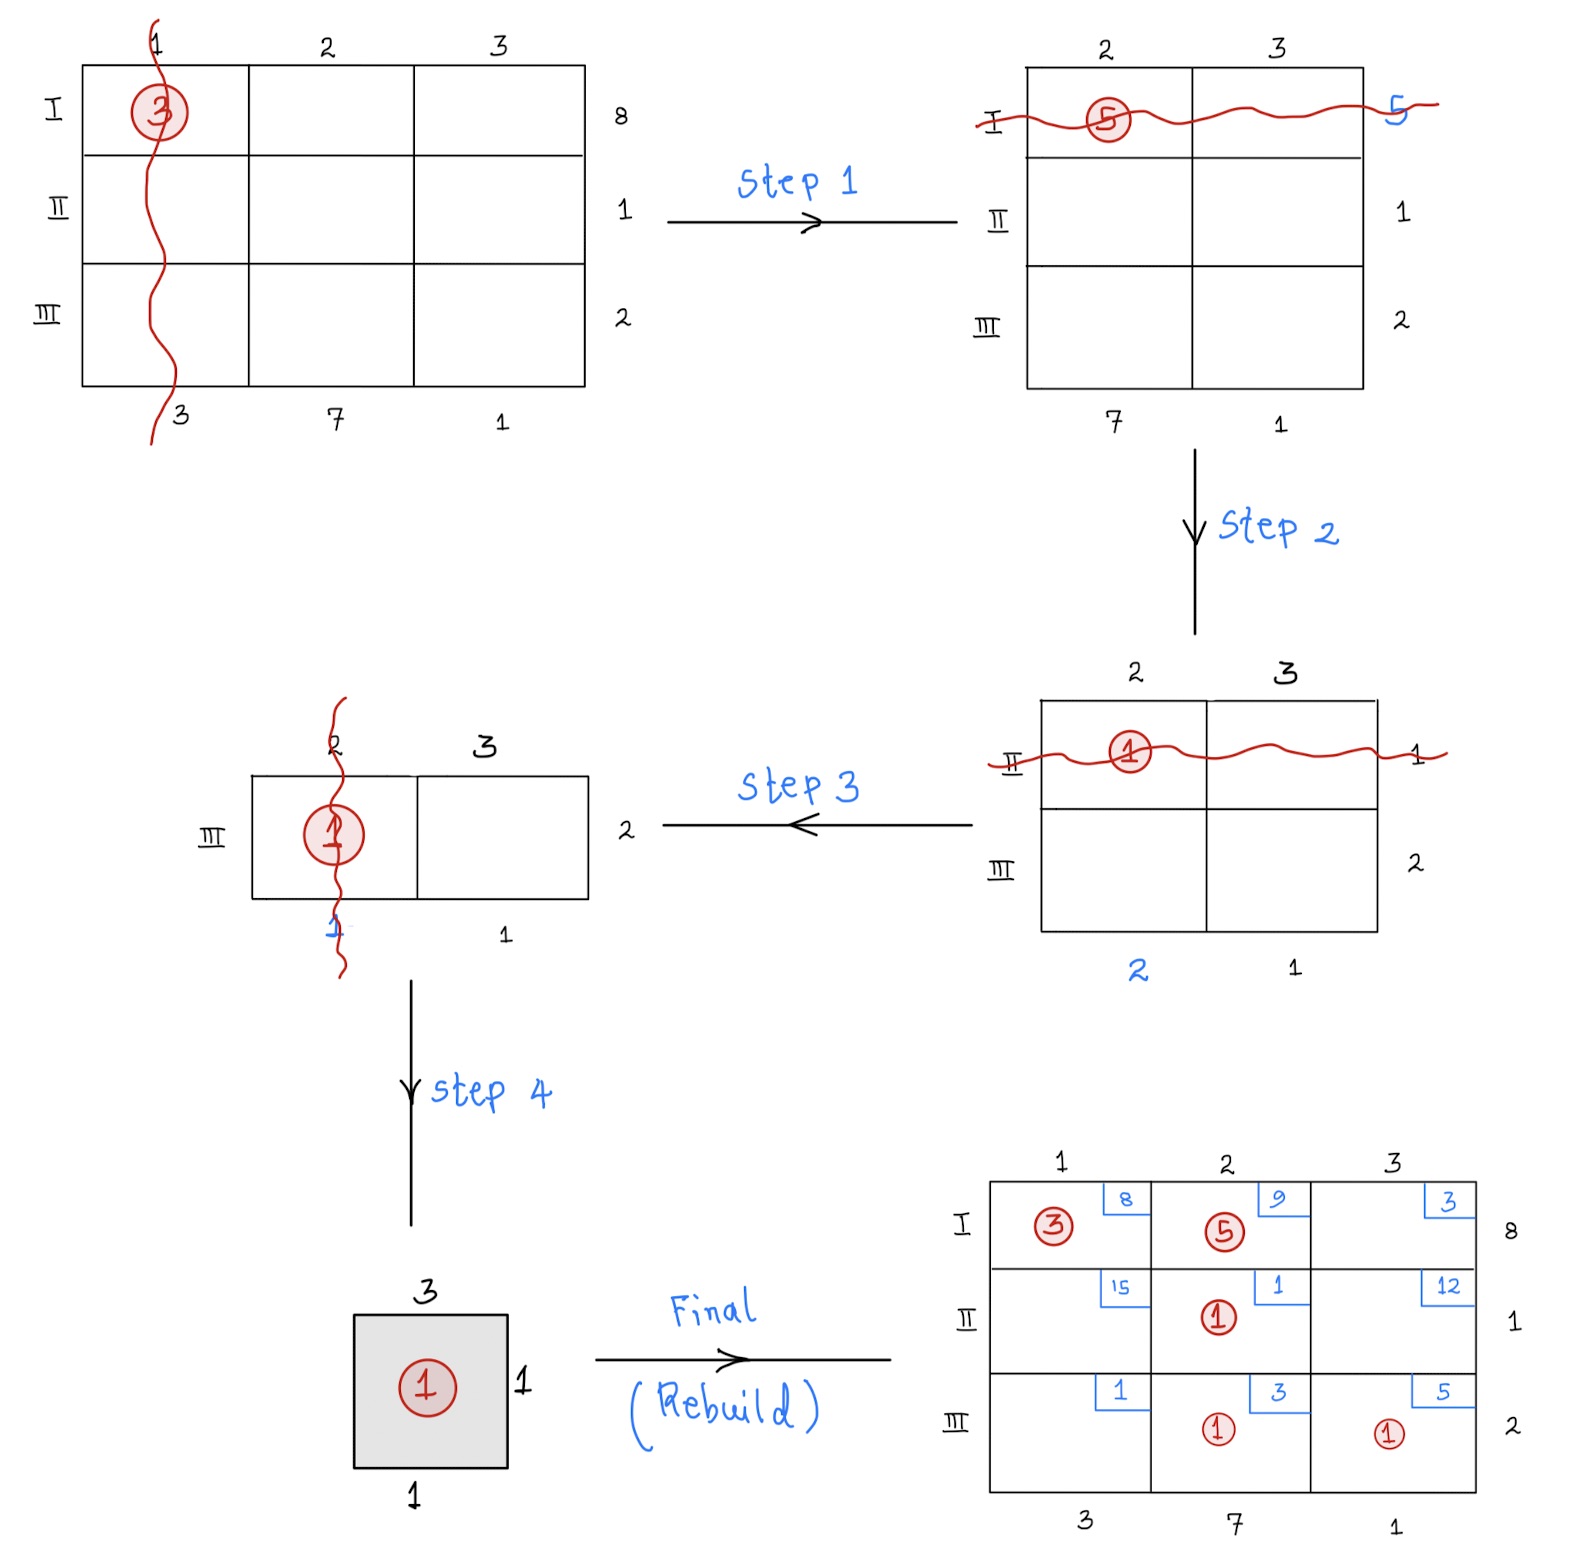 1 2 3
I 3 8
II 1
III 2
3 7 1
Step 1
2 3
I 5 5
II 1
III 2
7 1
Step 2
2 3
II 1 1
III 2
2 1
Step 3
2 3
III 1 2
1 1
Step 4
3
1 1
1
Final
(Rebuild)
1 2 3
I 3 8 5 9 3 8
II 15 1 1 12 1
III 1 1 3 1 5 2
3 7 1